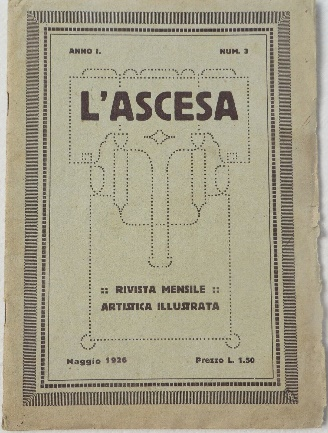 ANNO I. NUM. 3
L'ASCESA
:: RIVISTA MENSILE ::
ARTISTICA ILLUSTRATA
Maggio 1926 Prezzo L. 1.50